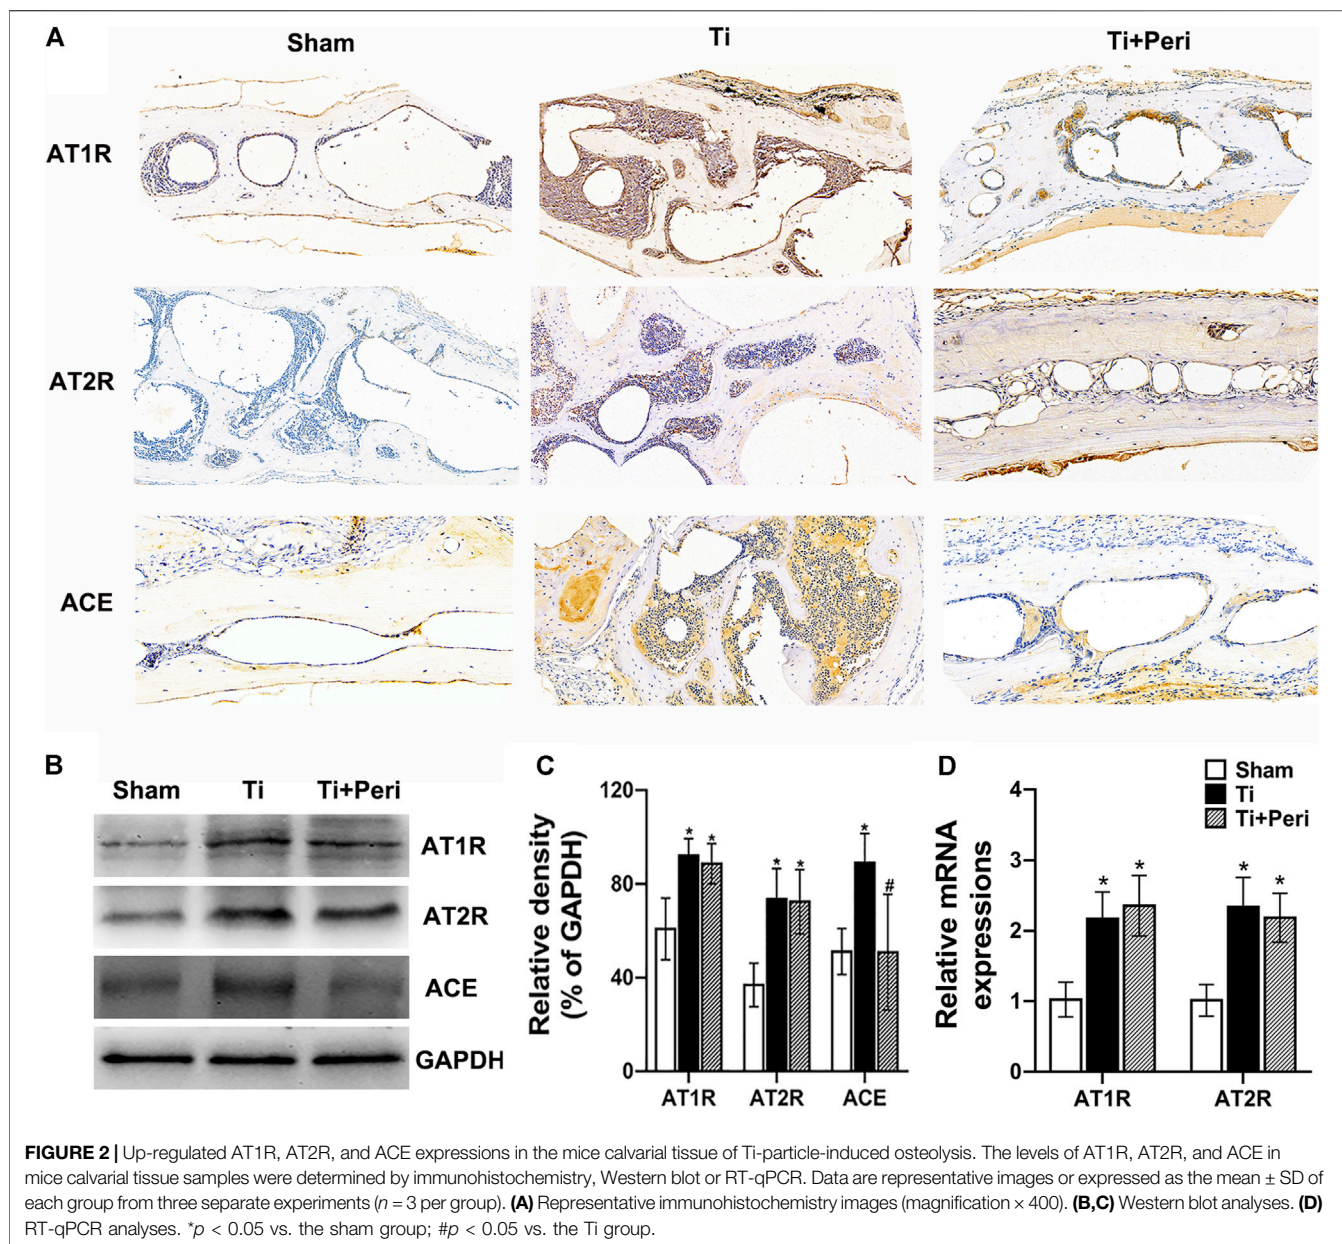 A
Sham
Ti
Ti+Peri
AT1R
AT2R
ACE
B
Sham
Ti
Ti+Peri
AT1R
AT2R
ACE
GAPDH
C
Relative density
(% of GAPDH)
120
80
40
0
*
*
*
*
*
#
AT1R
AT2R
ACE
D
Relative mRNA
expressions
4
3
2
1
0
Sham
Ti
Ti+Peri
*
*
*
*
AT1R
AT2R
FIGURE 2 | Up-regulated AT1R, AT2R, and ACE expressions in the mice calvarial tissue of Ti-particle-induced osteolysis. The levels of AT1R, AT2R, and ACE in
mice calvarial tissue samples were determined by immunohistochemistry, Western blot or RT-qPCR. Data are representative images or expressed as the mean ± SD of
each group from three separate experiments (n = 3 per group). (A) Representative immunohistochemistry images (magnification × 400). (B,C) Western blot analyses. (D)
RT-qPCR analyses. *p < 0.05 vs. the sham group; #p < 0.05 vs. the Ti group.